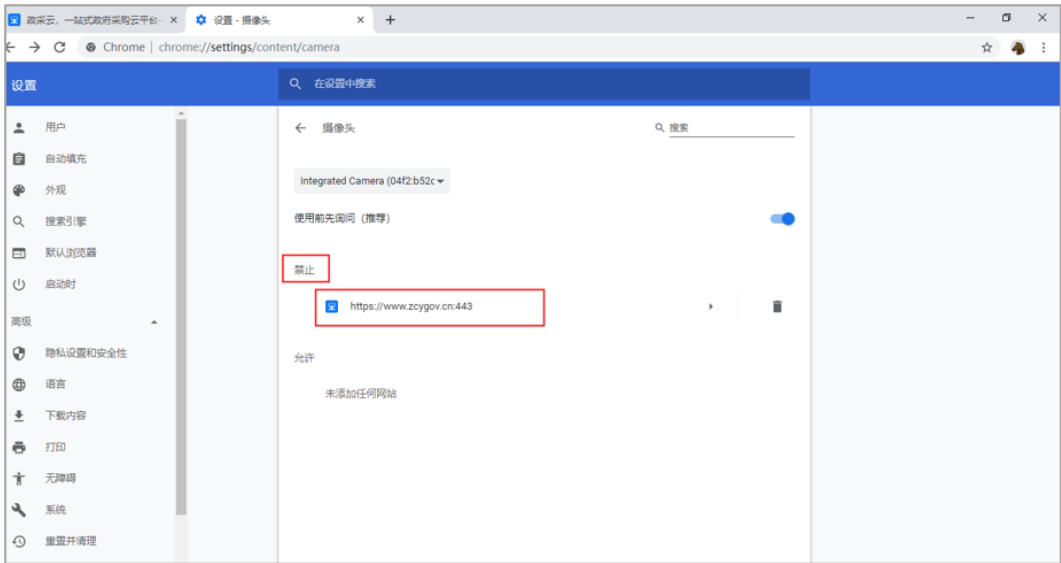 政采云，一站式政府采购云平台-
设置 - 摄像头
Chrome | chrome://settings/content/camera
设置
在设置中搜索
用户
自动填充
外观
搜索引擎
默认浏览器
启动时
高级
隐私设置和安全性
语言
下载内容
打印
无障碍
系统
重置并清理
摄像头
搜索
Integrated Camera (04f2:b52c
使用前先询问（推荐）
禁止
采
https://www.zcygov.cn:443
允许
未添加任何网站